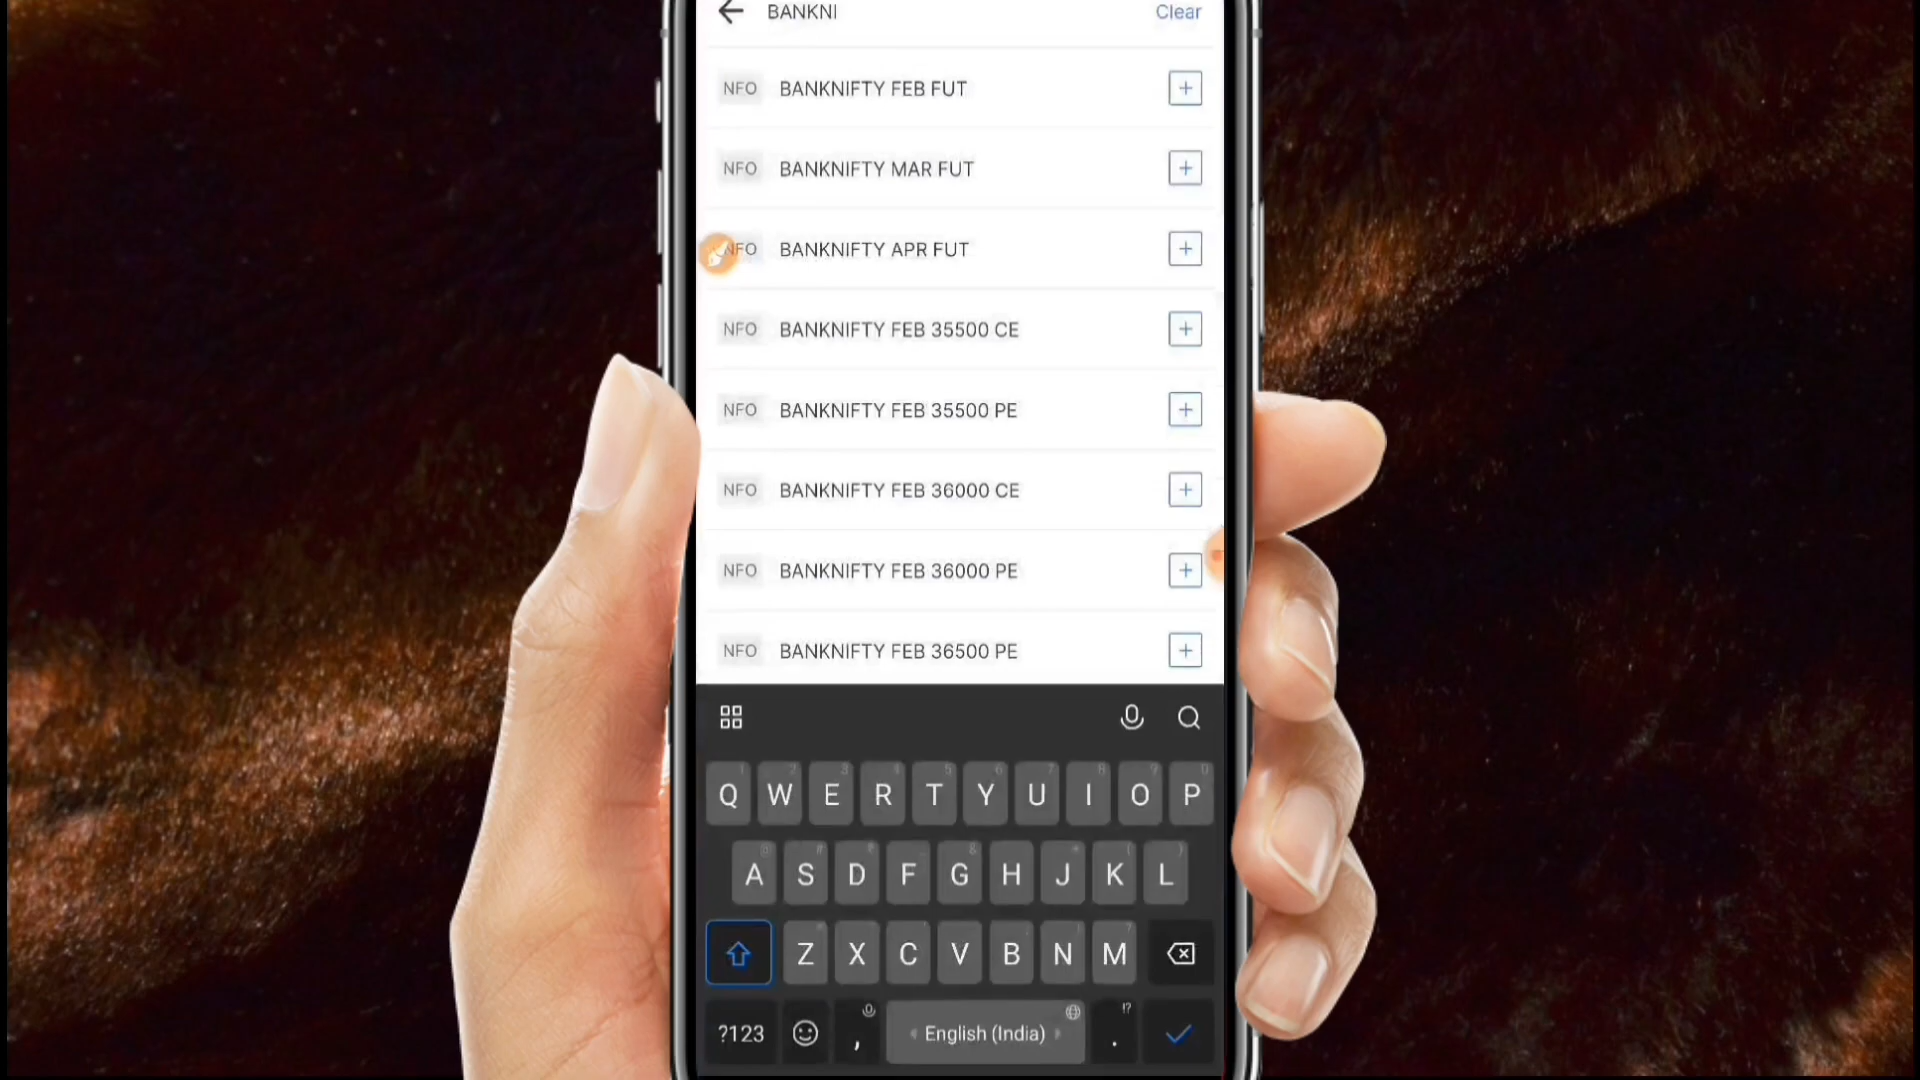 BANKNI Clear
NFO BANKNIFTY FEB FUT
NFO BANKNIFTY MAR FUT
NFO BANKNIFTY APR FUT
NFO BANKNIFTY FEB 35500 CE
NFO BANKNIFTY FEB 35500 PE
NFO BANKNIFTY FEB 36000 CE
NFO BANKNIFTY FEB 36000 PE
NFO BANKNIFTY FEB 36500 PE
Q W E R T Y U I O P
A S D F G H J K L
Z X C V B N M
?123 , English (India) . !?